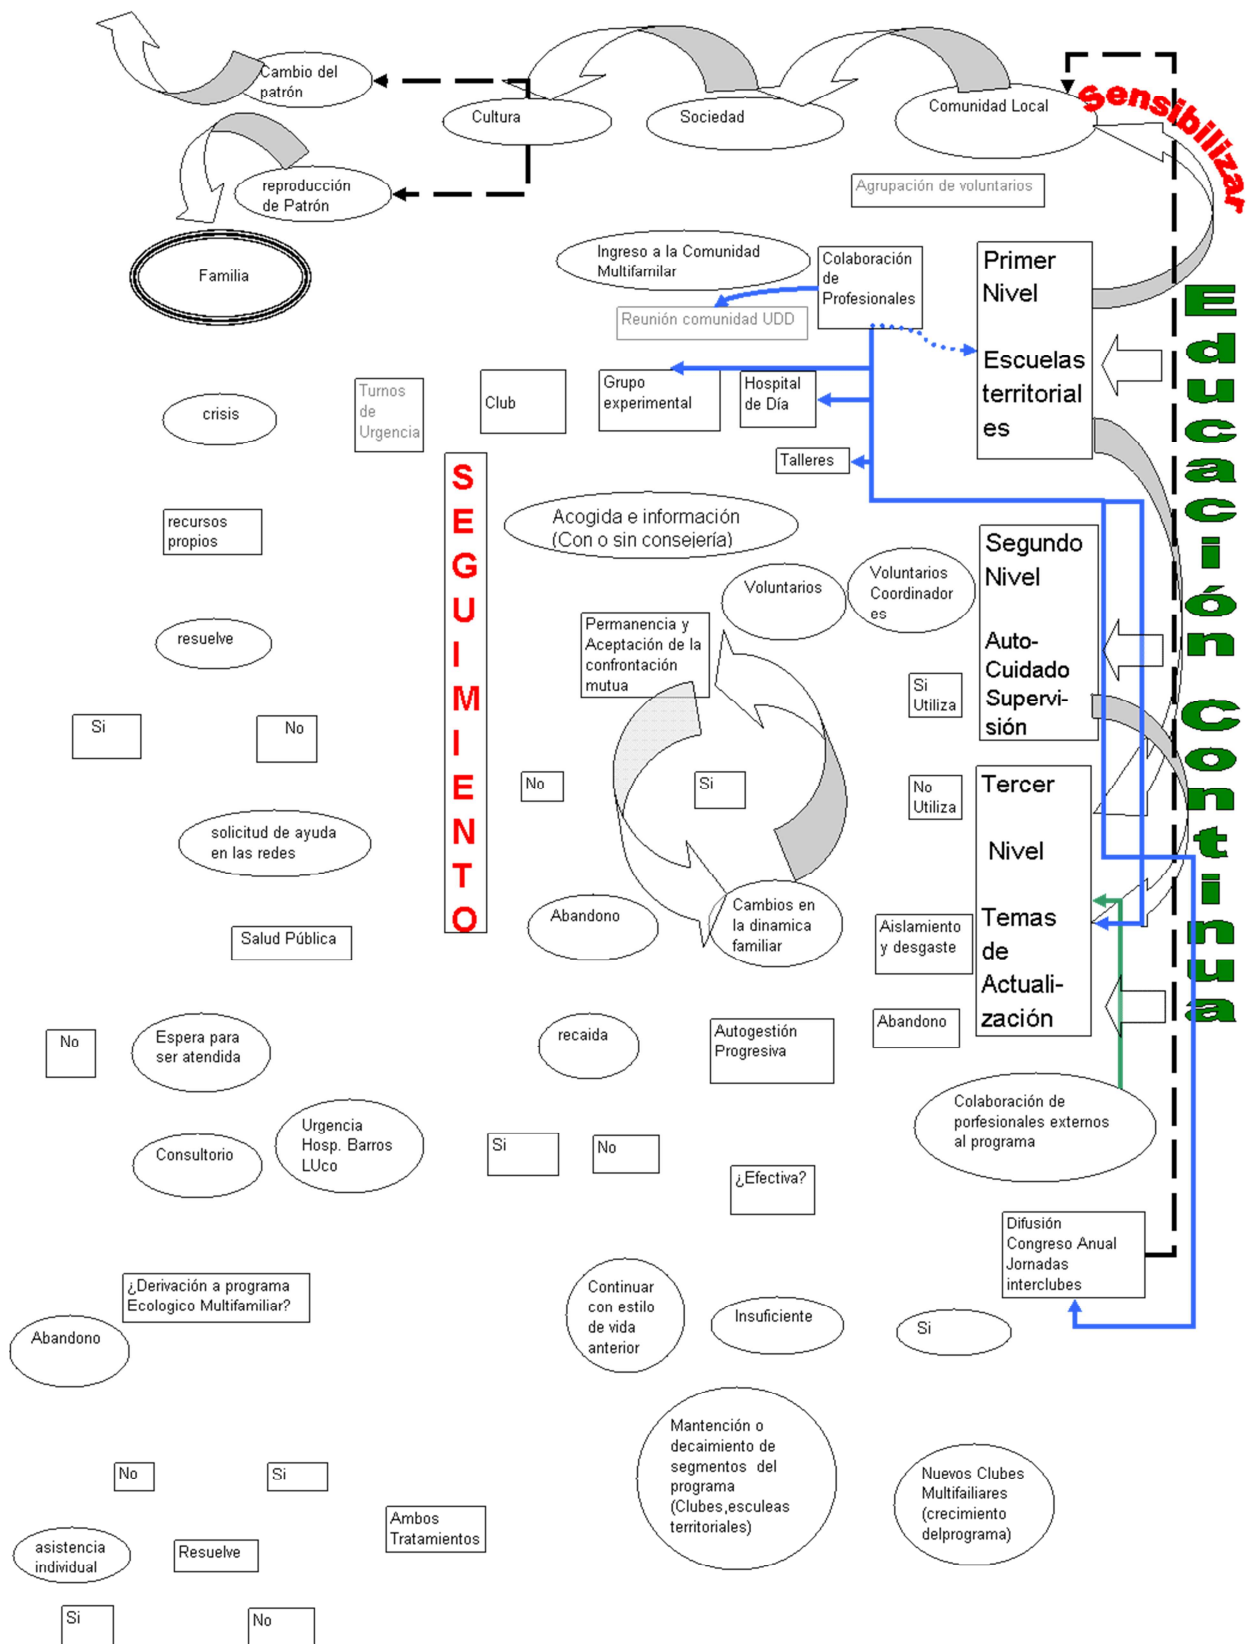 Cambio del
patrón
Cultura
Sociedad
Comunidad Local
sensibilizar
reproducción
de Patrón
Agrupación de voluntarios
Familia
Ingreso a la Comunidad
Multifamilar
Colaboración
de
Profesionales
Reunión comunidad UDD
Primer
Nivel
Escuelas
territorial
es
Educación Continua
crisis
Turnos
de
Urgencia
Club
Grupo
experimental
Hospital
de Día
Talleres
SEGUIMIENTO
recursos
propios
Acogida e información
(Con o sin consejería)
Segundo
Nivel
Auto-
Cuidado
Supervi-
sión
Voluntarios
Voluntarios
Coordinador
es
resuelve
Permanencia y
Aceptación de la
confrontación
mutua
Si
Utiliza
Si
No
No
Si
No
Utiliza
Tercer
Nivel
Temas
de
Actuali-
zación
solicitud de ayuda
en las redes
Abandono
Cambios en
la dinamica
familiar
Aislamiento
y desgaste
Salud Pública
No
Espera para
ser atendida
recaida
Autogestión
Progresiva
Abandono
Colaboración de
porfesionales externos
al programa
Consultorio
Urgencia
Hosp. Barros
LUco
Si
No
¿Efectiva?
Difusión
Congreso Anual
Jornadas
interclubes
¿Derivación a programa
Ecologico Multifamiliar?
Abandono
Continuar
con estilo
de vida
anterior
Insuficiente
Si
Mantención o
decaimiento de
segmentos del
programa
(Clubes,esculeas
territoriales)
Nuevos Clubes
Multifailiares
(crecimiento
delprograma)
No
Si
Ambos
Tratamientos
asistencia
individual
Resuelve
Si
No